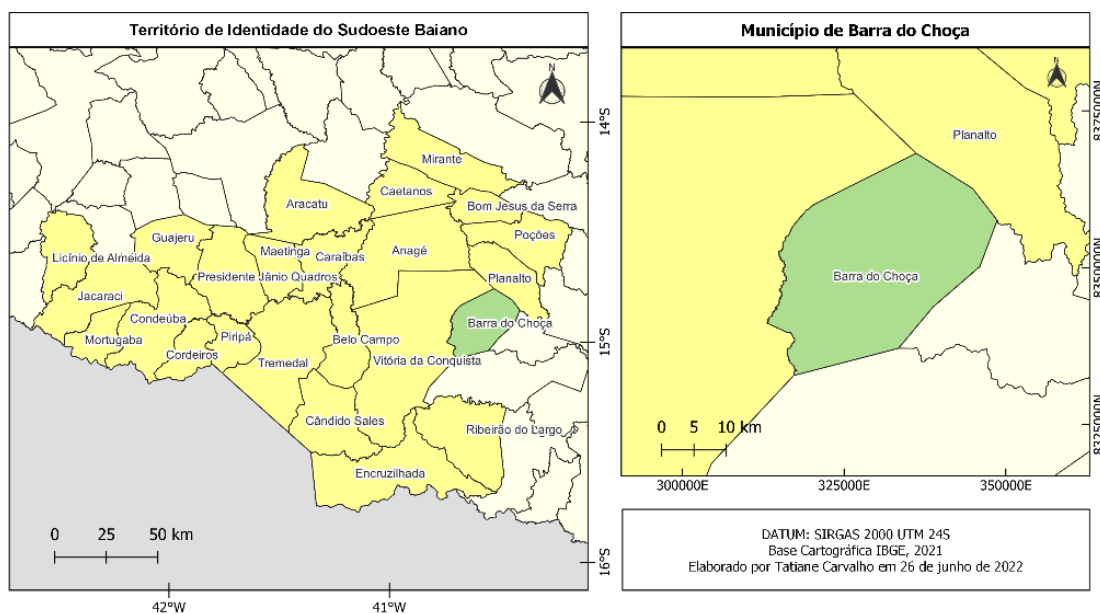 Território de Identidade do Sudoeste Baiano
N
14°S
Mirante
Caetanos
Aracatu
Bom Jesus da Serra
Guajeru
Poções
Maetinga
Caraíbas
Anagé
Licínio de Almeida
Presidente Jânio Quadros
Planalto
Jacaraci
Condeúba
Barra do Choça
Mortugaba
Piripá
Belo Campo
15°S
Cordeiros
Tremedal
Vitória da Conquista
Cândido Sales
Ribeirão do Largo
Encruzilhada
0 25 50 km
16°S
42°W 41°W
Município de Barra do Choça
N
8375000N
Planalto
Barra do Choça
8350000N
8325000N
0 5 10 km
300000E 325000E 350000E
DATUM: SIRGAS 2000 UTM 24S
Base Cartográfica IBGE, 2021
Elaborado por Tatiane Carvalho em 26 de junho de 2022